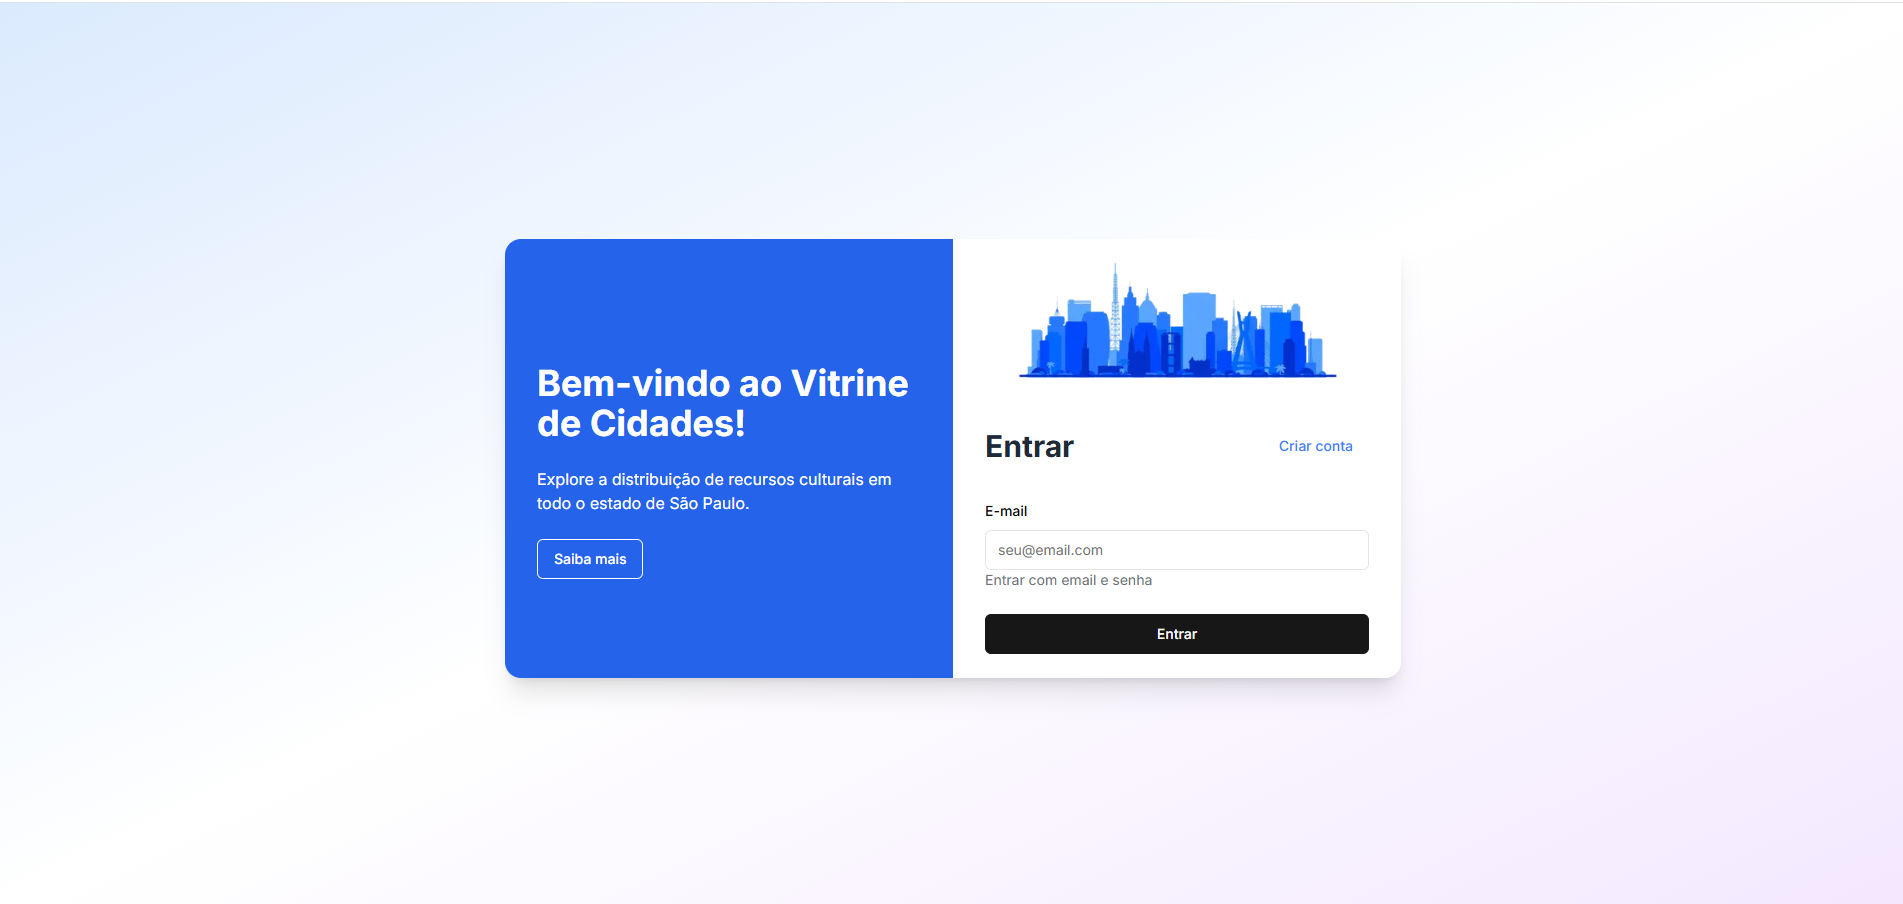 Bem-vindo ao Vitrine
de Cidades!
Explore a distribuição de recursos culturais em
todo o estado de São Paulo.
Saiba mais
Entrar
Criar conta
E-mail
seu@email.com
Entrar com email e senha
Entrar